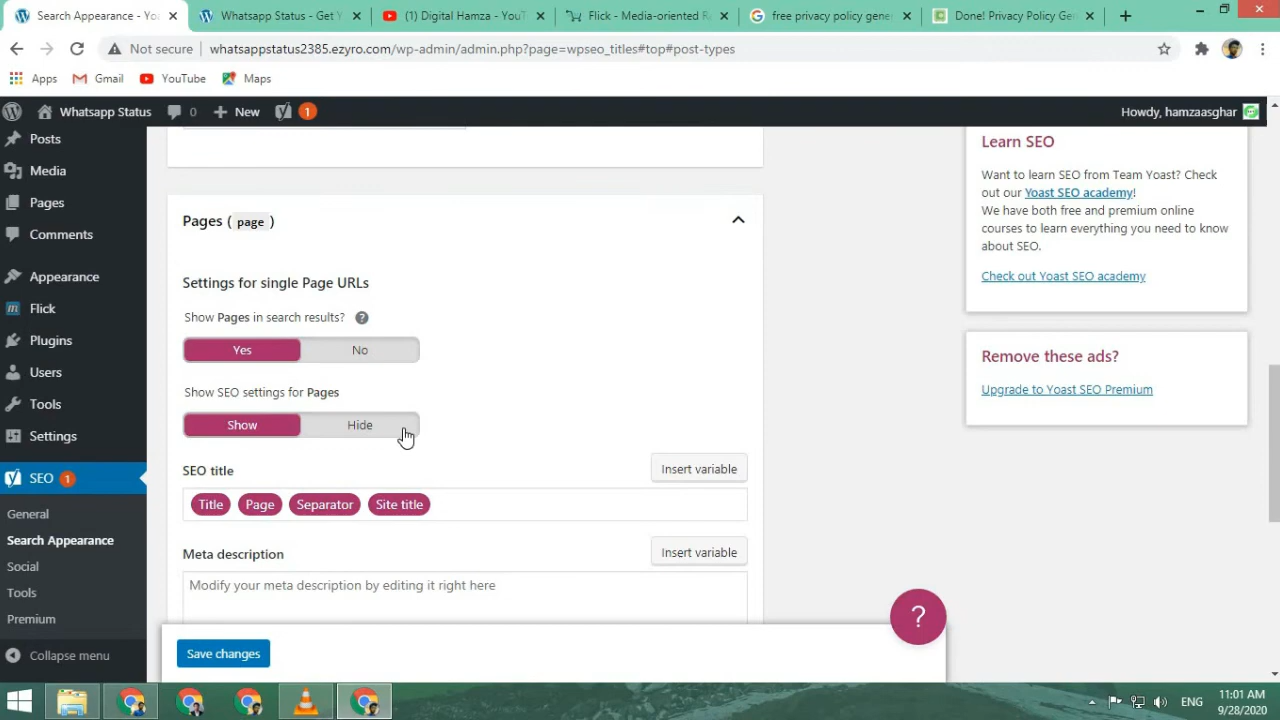 Search Appearance - Yoa
Whatsapp Status - Get Y
(1) Digital Hamza - YouT
Flick - Media-oriented R
free privacy policy gener
Done! Privacy Policy Gen
Not secure
whatsappstatus2385.ezyro.com/wp-admin/admin.php?page=wpseo_titles#top#post-types
Apps
Gmail
YouTube
Maps
Whatsapp Status
0
New
1
Howdy, hamzaasghar
Posts
Media
Pages
Comments
Appearance
Flick
Plugins
Users
Tools
Settings
SEO 1
General
Search Appearance
Social
Tools
Premium
Collapse menu
Pages ( page )
Settings for single Page URLs
Show Pages in search results? ?
Yes
No
Show SEO settings for Pages
Show
Hide
SEO title
Insert variable
Title Page Separator Site title
Meta description
Insert variable
Modify your meta description by editing it right here
Save changes
Learn SEO
Want to learn SEO from Team Yoast? Check
out our Yoast SEO academy!
We have both free and premium online
courses to learn everything you need to know
about SEO.
Check out Yoast SEO academy
Remove these ads?
Upgrade to Yoast SEO Premium
?
ENG
11:01 AM
9/28/2020